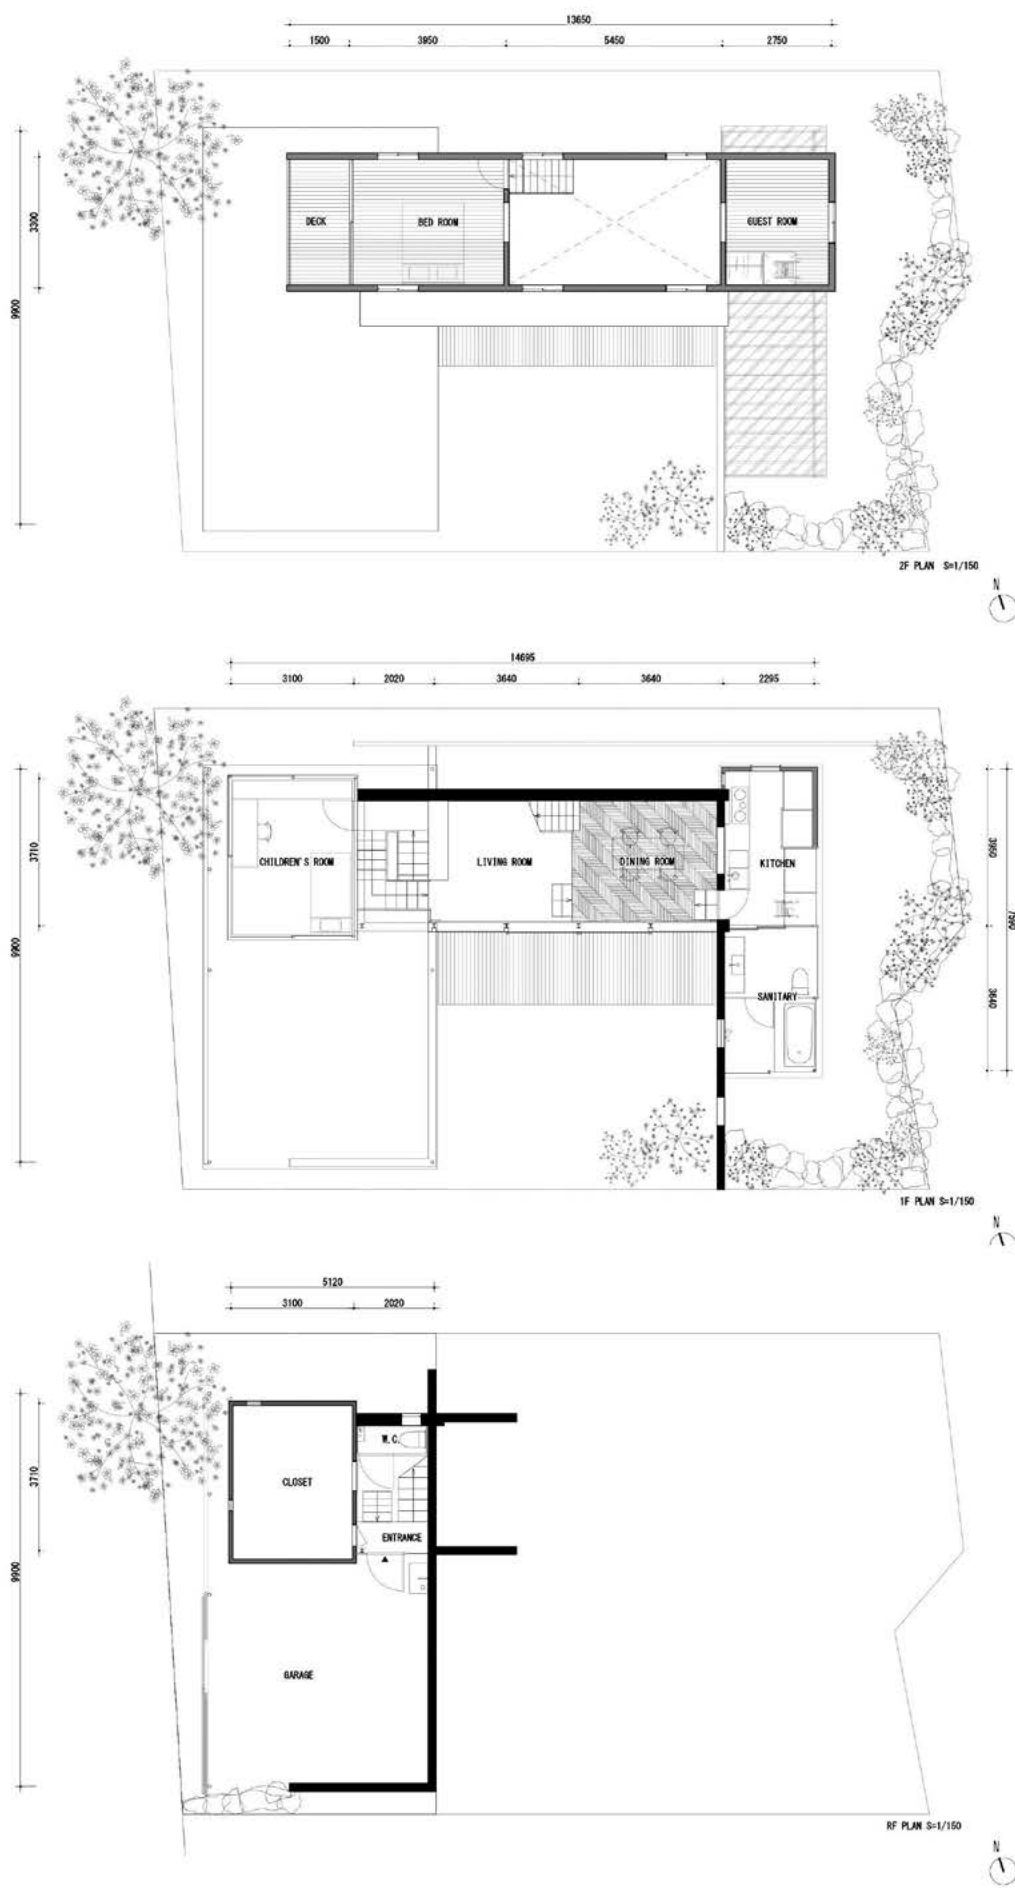 13650
1500 3950 5450 2750
3300
9900
DECK
BED ROOM
GUEST ROOM
2F PLAN S=1/150
N
14695
3100 2020 3640 3640 2295
3710
9900
CHILDREN'S ROOM
LIVING ROOM
DINING ROOM
KITCHEN
SANITARY
3950
7590
3640
1F PLAN S=1/150
N
5120
3100 2020
3710
9900
W.C.
CLOSET
ENTRANCE
GARAGE
RF PLAN S=1/150
N